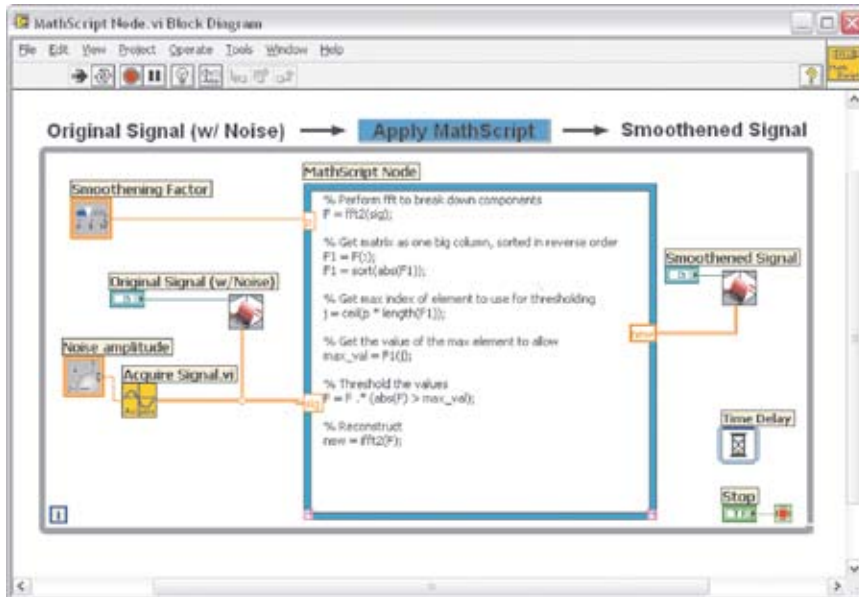 MathScript Node.vi Block Diagram
File Edit View Project Operate Tools Window Help
Original Signal (w/ Noise) Apply MathScript Smoothened Signal
MathScript Node
Smoothening Factor
% Perform fft to break down components
F = fft2(sig);
% Get matrix as one big column, sorted in reverse order
F1 = F(:);
F1 = sort(abs(F1));
% Get max index of element to use for thresholding
j = ceil(p * length(F1));
% Get the value of the max element to allow
max_val = F1(j);
% Threshold the values
F = F .* (abs(F) > max_val);
% Reconstruct
new = ifft2(F);
Original Signal (w/Noise)
Noise amplitude
Acquire Signal.vi
sig
Smoothened Signal
Time Delay
Stop
TF
i